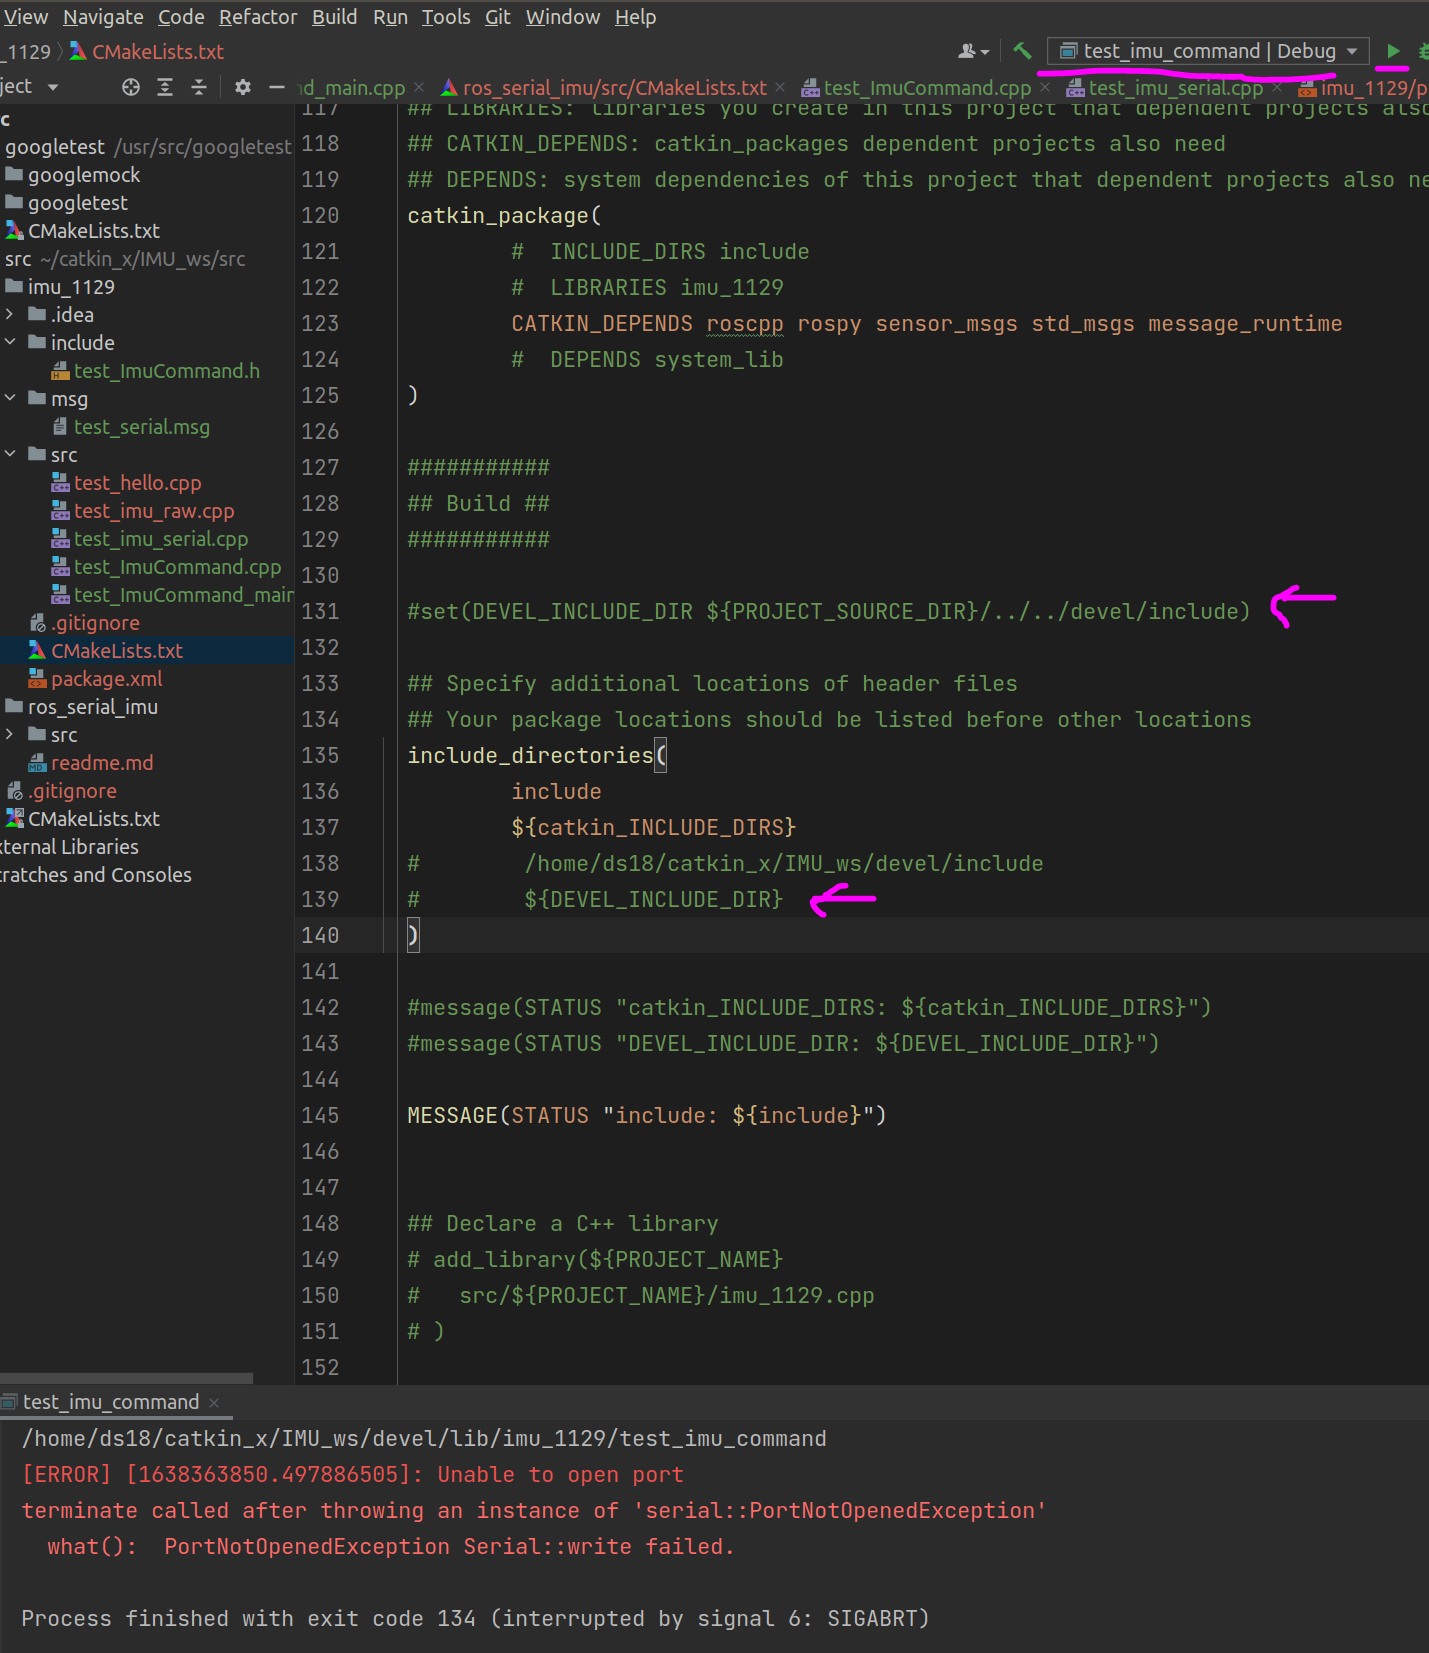 View Navigate Code Refactor Build Run Tools Git Window Help
_1129 CMakeLists.txt
test_imu_command | Debug
ject
nd_main.cpp ros_serial_imu/src/CMakeLists.txt test_ImuCommand.cpp test_imu_serial.cpp imu_1129/p
rc
googletest /usr/src/googletest
googlemock
googletest
CMakeLists.txt
src ~/catkin_x/IMU_ws/src
imu_1129
.idea
include
test_ImuCommand.h
msg
test_serial.msg
src
test_hello.cpp
test_imu_raw.cpp
test_imu_serial.cpp
test_ImuCommand.cpp
test_ImuCommand_main
.gitignore
CMakeLists.txt
package.xml
ros_serial_imu
src
readme.md
.gitignore
CMakeLists.txt
xternal Libraries
cratches and Consoles
117 ## LIBRARIES: libraries you create in this project that dependent projects also
118 ## CATKIN_DEPENDS: catkin_packages dependent projects also need
119 ## DEPENDS: system dependencies of this project that dependent projects also ne
120 catkin_package(
121 #  INCLUDE_DIRS include
122 #  LIBRARIES imu_1129
123 CATKIN_DEPENDS roscpp rospy sensor_msgs std_msgs message_runtime
124 #  DEPENDS system_lib
125 )
126
127 ###########
128 ## Build ##
129 ###########
130
131 #set(DEVEL_INCLUDE_DIR ${PROJECT_SOURCE_DIR}/../../devel/include)
132
133 ## Specify additional locations of header files
134 ## Your package locations should be listed before other locations
135 include_directories(
136 include
137 ${catkin_INCLUDE_DIRS}
138 #        /home/ds18/catkin_x/IMU_ws/devel/include
139 #        ${DEVEL_INCLUDE_DIR}
140 )
141
142 #message(STATUS "catkin_INCLUDE_DIRS: ${catkin_INCLUDE_DIRS}")
143 #message(STATUS "DEVEL_INCLUDE_DIR: ${DEVEL_INCLUDE_DIR}")
144
145 MESSAGE(STATUS "include: ${include}")
146
147
148 ## Declare a C++ library
149 # add_library(${PROJECT_NAME}
150 #   src/${PROJECT_NAME}/imu_1129.cpp
151 # )
152
test_imu_command
/home/ds18/catkin_x/IMU_ws/devel/lib/imu_1129/test_imu_command
[ERROR] [1638363850.497886505]: Unable to open port
terminate called after throwing an instance of 'serial::PortNotOpenedException'
what():  PortNotOpenedException Serial::write failed.
Process finished with exit code 134 (interrupted by signal 6: SIGABRT)